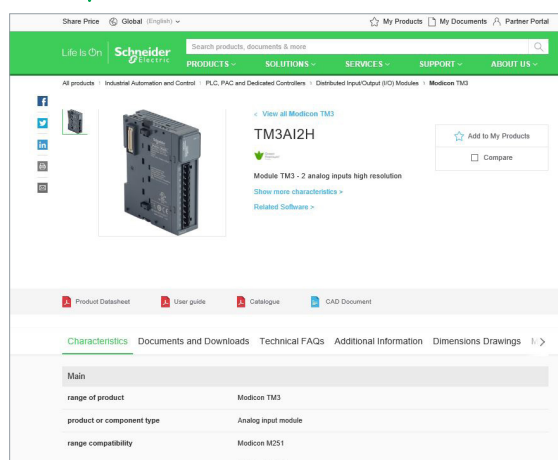 Share Price Global (English) My Products My Documents Partner Portal
Life Is On Schneider Electric
Search products, documents & more
PRODUCTS SOLUTIONS SERVICES SUPPORT ABOUT US
All products Industrial Automation and Control PLC, PAC and Dedicated Controllers Distributed Input/Output (I/O) Modules Modicon TM3
< View all Modicon TM3
TM3AI2H
Add to My Products
Compare
Module TM3 - 2 analog inputs high resolution
Show more characteristics >
Related Software >
Product Datasheet User guide Catalogue CAD Document
Characteristics Documents and Downloads Technical FAQs Additional Information Dimensions Drawings
Main
range of product Modicon TM3
product or component type Analog input module
range compatibility Modicon M251